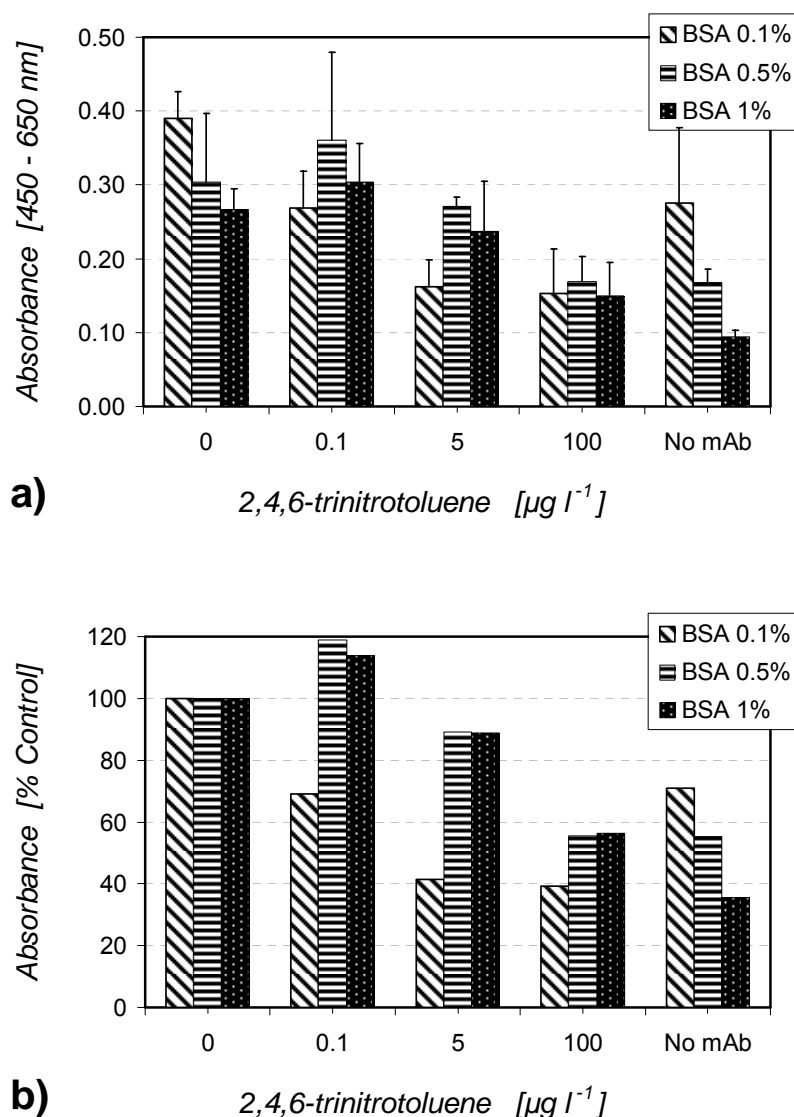 0.50
0.40
0.30
0.20
0.10
0.00
Absorbance [450 - 650 nm]
BSA 0.1%
BSA 0.5%
BSA 1%
0 0.1 5 100 No mAb
a)
2,4,6-trinitrotoluene [µg l⁻¹]
120
100
80
60
40
20
0
Absorbance [% Control]
BSA 0.1%
BSA 0.5%
BSA 1%
0 0.1 5 100 No mAb
b)
2,4,6-trinitrotoluene [µg l⁻¹]